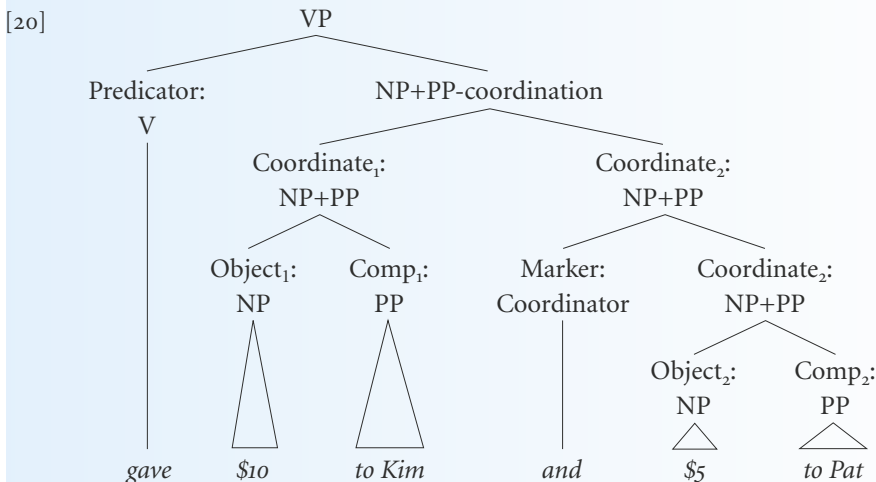 [20]
VP
Predicator: NP+PP-coordination
V
Coordinate₁: Coordinate₂:
NP+PP NP+PP
Object₁: Comp₁: Marker: Coordinate₂:
NP PP Coordinator NP+PP
Object₂: Comp₂:
NP PP
gave $10 to Kim and $5 to Pat